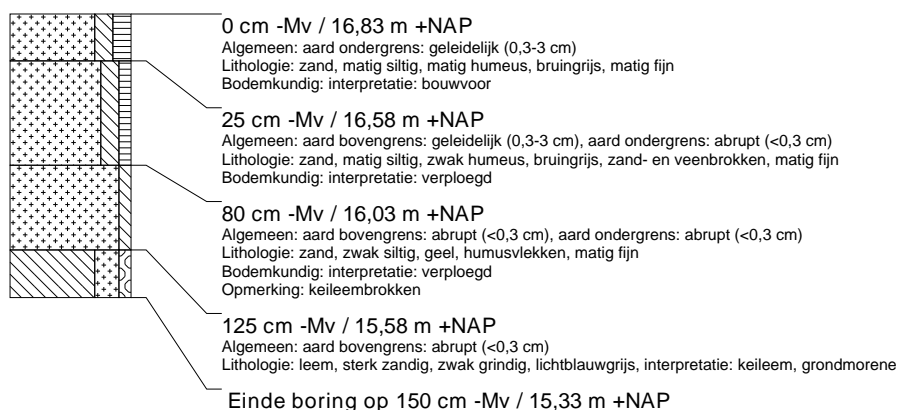 0 cm -Mv / 16,83 m +NAP
Algemeen: aard ondergrens: geleidelijk (0,3-3 cm)
Lithologie: zand, matig siltig, matig humeus, bruingrijs, matig fijn
Bodemkundig: interpretatie: bouwvoor
25 cm -Mv / 16,58 m +NAP
Algemeen: aard bovengrens: geleidelijk (0,3-3 cm), aard ondergrens: abrupt (<0,3 cm)
Lithologie: zand, matig siltig, zwak humeus, bruingrijs, zand- en veenbrokken, matig fijn
Bodemkundig: interpretatie: verploegd
80 cm -Mv / 16,03 m +NAP
Algemeen: aard bovengrens: abrupt (<0,3 cm), aard ondergrens: abrupt (<0,3 cm)
Lithologie: zand, zwak siltig, geel, humusvlekken, matig fijn
Bodemkundig: interpretatie: verploegd
Opmerking: keileembrokken
125 cm -Mv / 15,58 m +NAP
Algemeen: aard bovengrens: abrupt (<0,3 cm)
Lithologie: leem, sterk zandig, zwak grindig, lichtblauwgrijs, interpretatie: keileem, grondmorene
Einde boring op 150 cm -Mv / 15,33 m +NAP